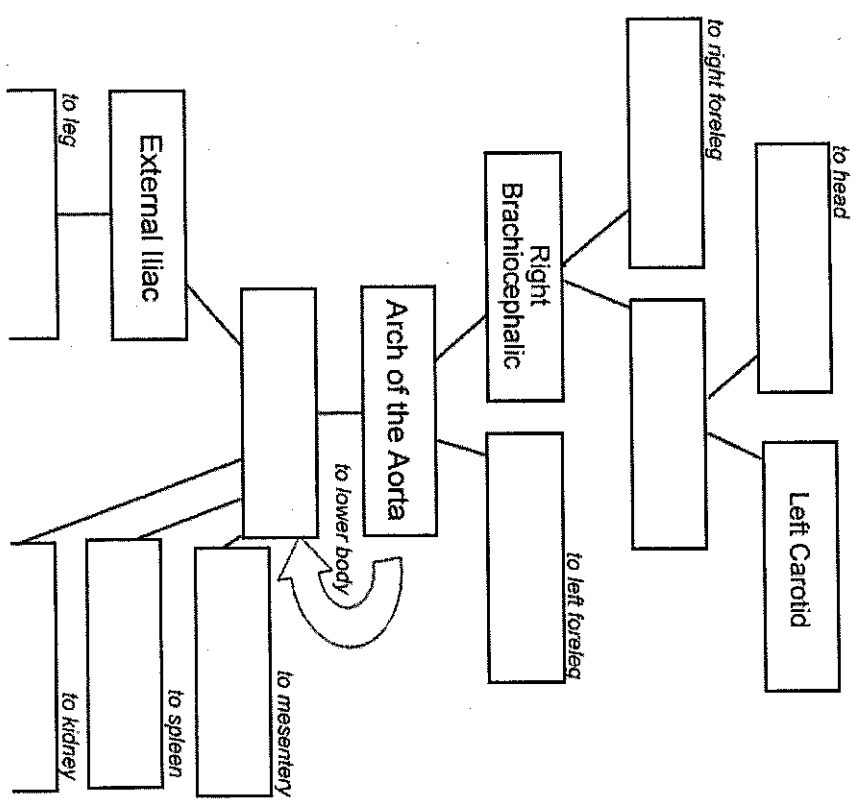 to head
Left Carotid
to right foreleg
to left foreleg
Right
Brachiocephalic
Arch of the Aorta
to lower body
to mesentery
to spleen
External Iliac
to leg
to kidney